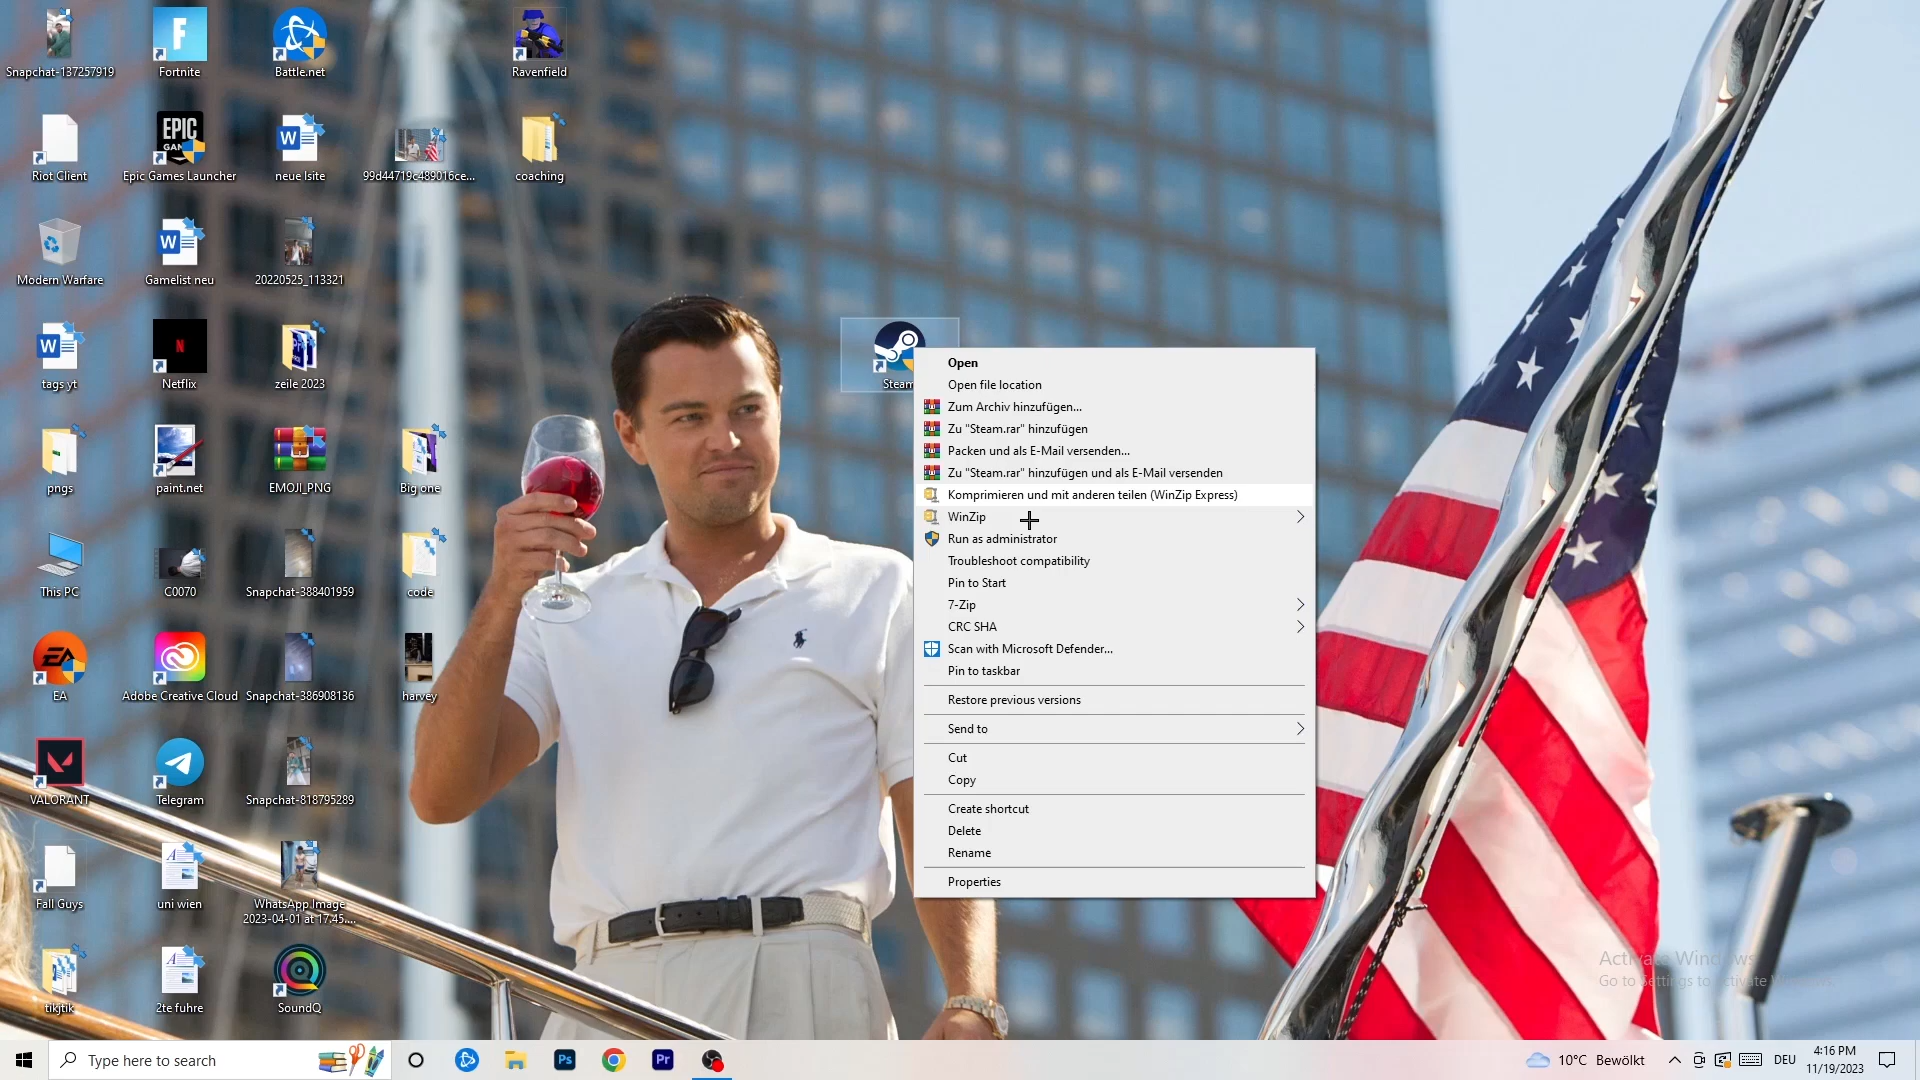 Snapchat-137257919
Fortnite
Battle.net
Ravenfield
Riot Client
EPIC
Epic Games Launcher
neue lsite
99d44719c489016ce...
coaching
Modern Warfare
Gamelist neu
20220525_113321
tags yt
Netflix
zeile 2023
Steam
pngs
paint.net
EMOJI_PNG
Big one
This PC
C0070
Snapchat-388401959
code
EA
Adobe Creative Cloud
Snapchat-386908136
harvey
VALORANT
Telegram
Snapchat-818795289
Fall Guys
uni wien
WhatsApp Image
2023-04-01 at 17.45....
tikjtik
2te fuhre
SoundQ
Open
Open file location
Zum Archiv hinzufügen...
Zu "Steam.rar" hinzufügen
Packen und als E-Mail versenden...
Zu "Steam.rar" hinzufügen und als E-Mail versenden
Komprimieren und mit anderen teilen (WinZip Express)
WinZip
Run as administrator
Troubleshoot compatibility
Pin to Start
7-Zip
CRC SHA
Scan with Microsoft Defender...
Pin to taskbar
Restore previous versions
Send to
Cut
Copy
Create shortcut
Delete
Rename
Properties
Activate Windows
Go to Settings to activate Windows.
Type here to search
Ps
Pr
10°C Bewölkt
DEU
4:16 PM
11/19/2023